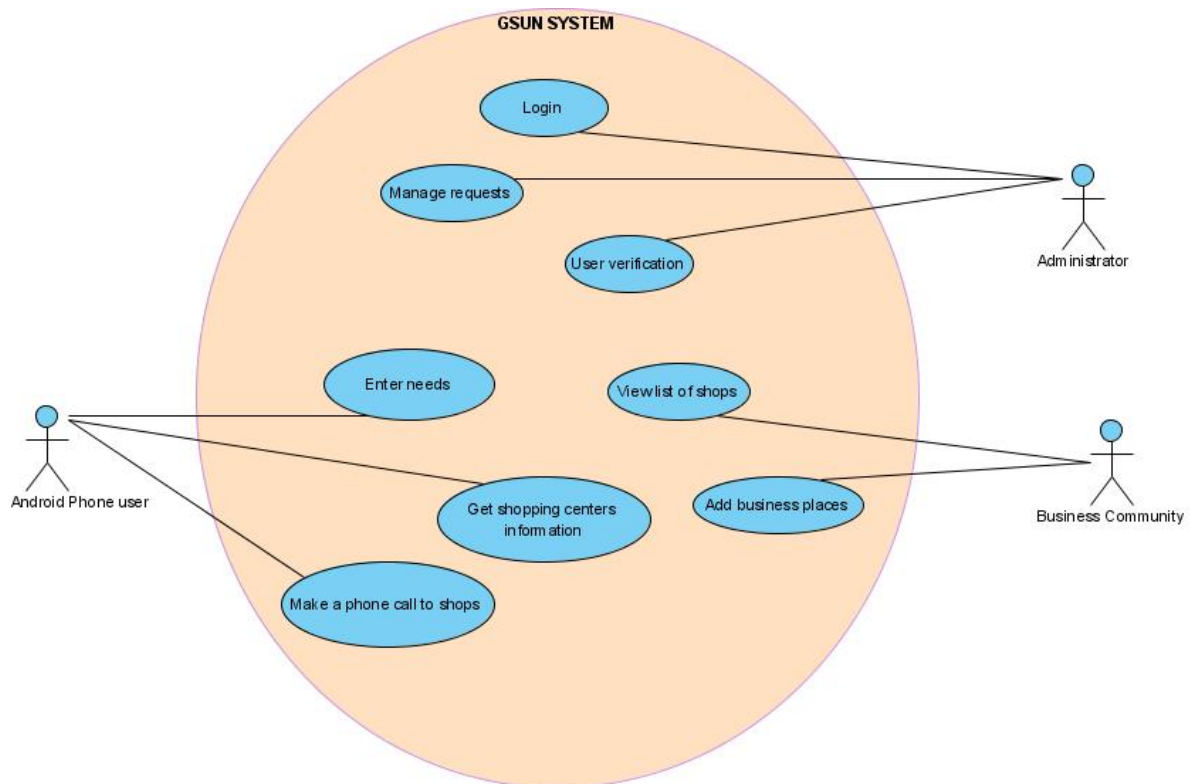 GSUN SYSTEM
Login
Manage requests
User verification
Administrator
Enter needs
View list of shops
Android Phone user
Get shopping centers
information
Add business places
Business Community
Make a phone call to shops